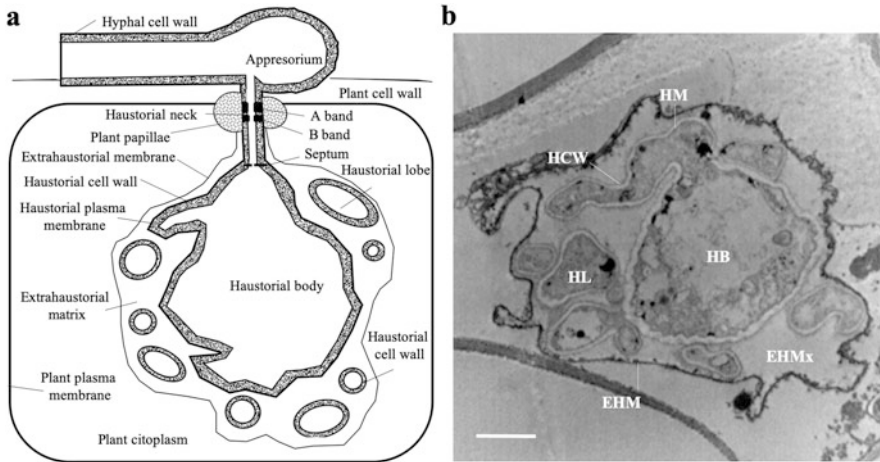 a
Hyphal cell wall
Appresorium
Plant cell wall
Haustorial neck
A band
Plant papillae
B band
Extrahaustorial membrane
Septum
Haustorial cell wall
Haustorial lobe
Haustorial plasma
membrane
Haustorial body
Extrahaustorial
matrix
Haustorial
cell wall
Plant plasma
membrane
Plant citoplasm
b
HM
HCW
HB
HL
EHMx
EHM